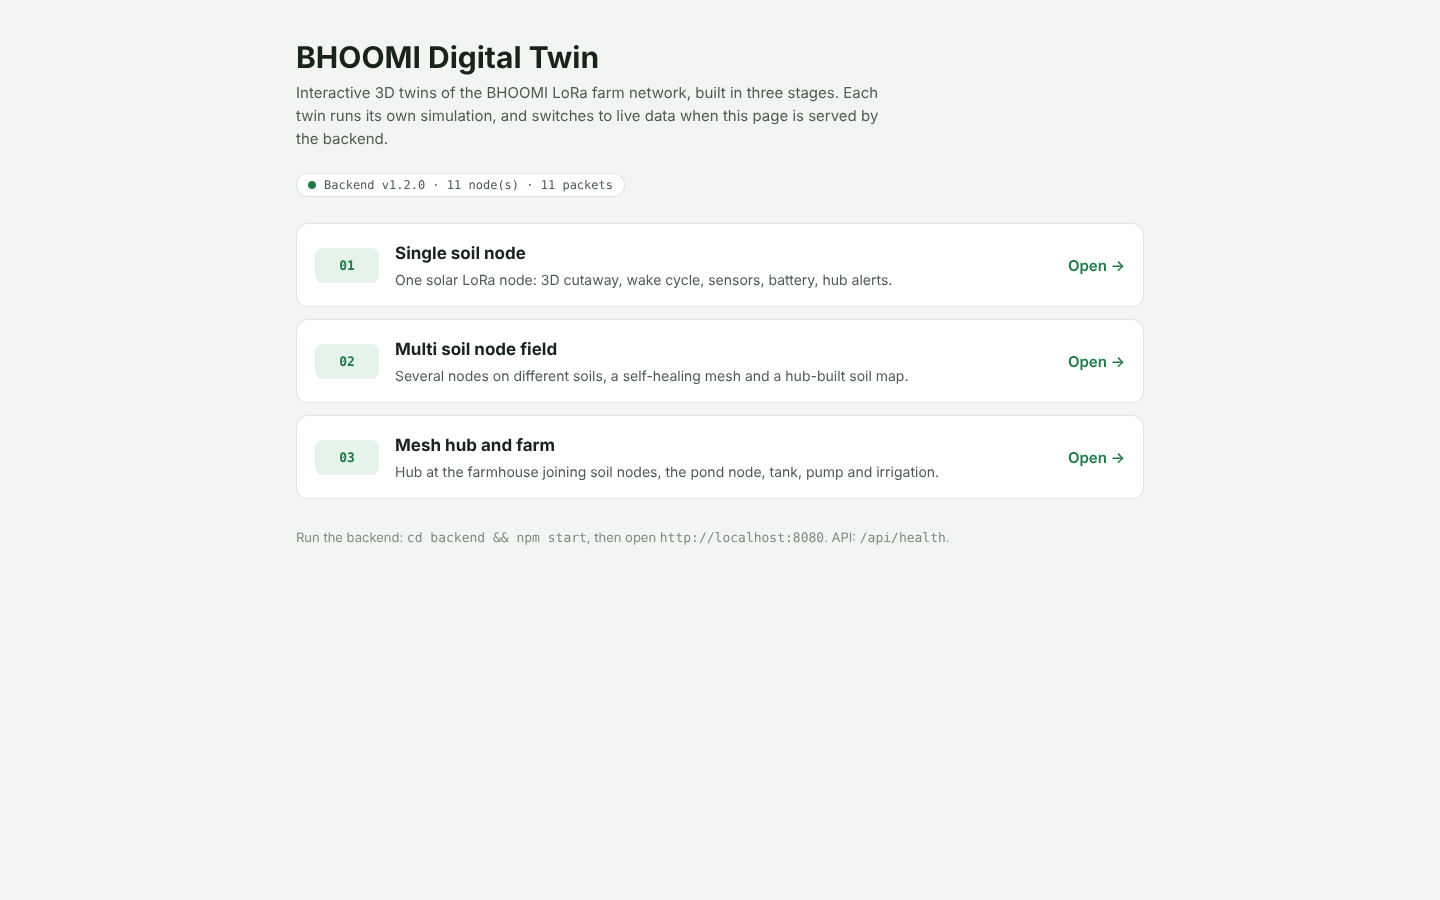 BHOOMI Digital Twin
Interactive 3D twins of the BHOOMI LoRa farm network, built in three stages. Each
twin runs its own simulation, and switches to live data when this page is served by
the backend.
Backend v1.2.0 · 11 node(s) · 11 packets
01
Single soil node
One solar LoRa node: 3D cutaway, wake cycle, sensors, battery, hub alerts.
Open →
02
Multi soil node field
Several nodes on different soils, a self-healing mesh and a hub-built soil map.
Open →
03
Mesh hub and farm
Hub at the farmhouse joining soil nodes, the pond node, tank, pump and irrigation.
Open →
Run the backend: cd backend && npm start, then open http://localhost:8080. API: /api/health.